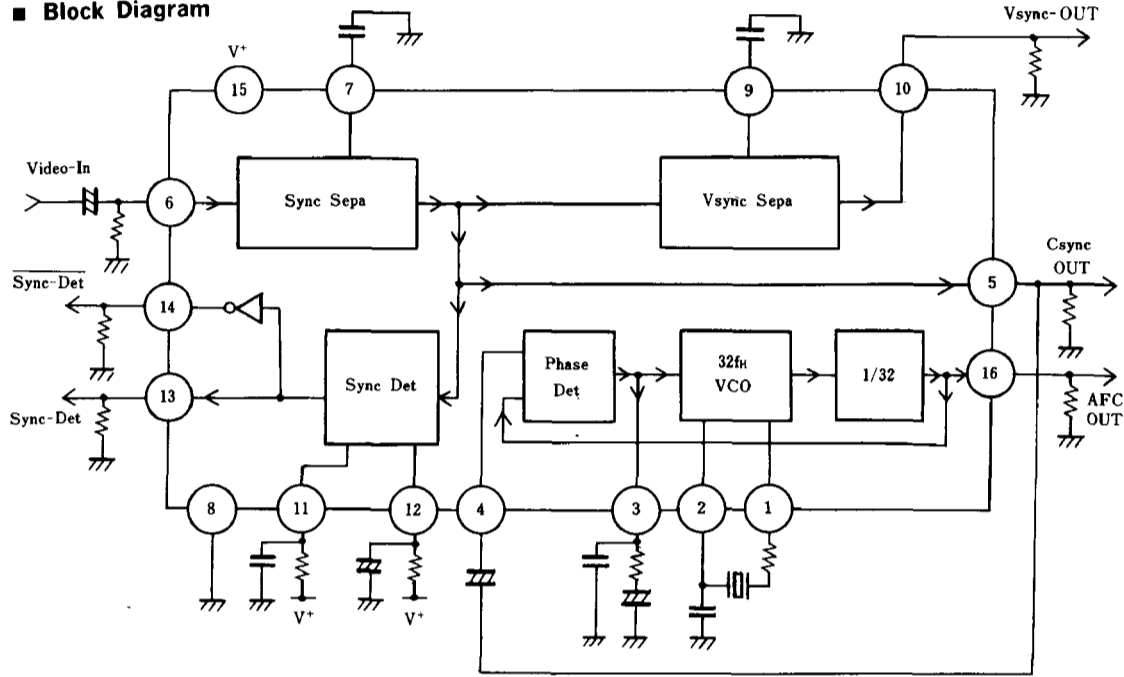 ■ Block Diagram
Vsync-OUT
V+
15
7
9
10
Video-In
6
Sync Sepa
Vsync Sepa
Csync
OUT
5
Sync-Det
14
Sync Det
Phase
Det
32fH
VCO
1/32
16
AFC
OUT
13
Sync-Det
8
11
12
4
3
2
1
V+
V+